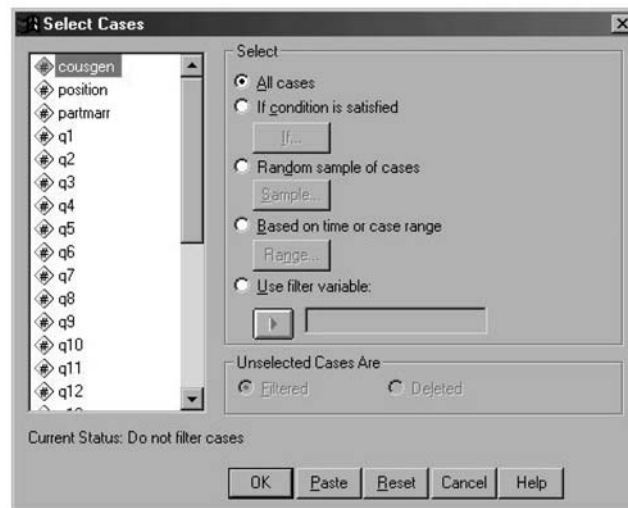 Select Cases
cousgen
position
partmarr
q1
q2
q3
q4
q5
q6
q7
q8
q9
q10
q11
q12
Select
All cases
If condition is satisfied
If...
Random sample of cases
Sample...
Based on time or case range
Range...
Use filter variable:
Unselected Cases Are
Filtered
Deleted
Current Status: Do not filter cases
OK
Paste
Reset
Cancel
Help